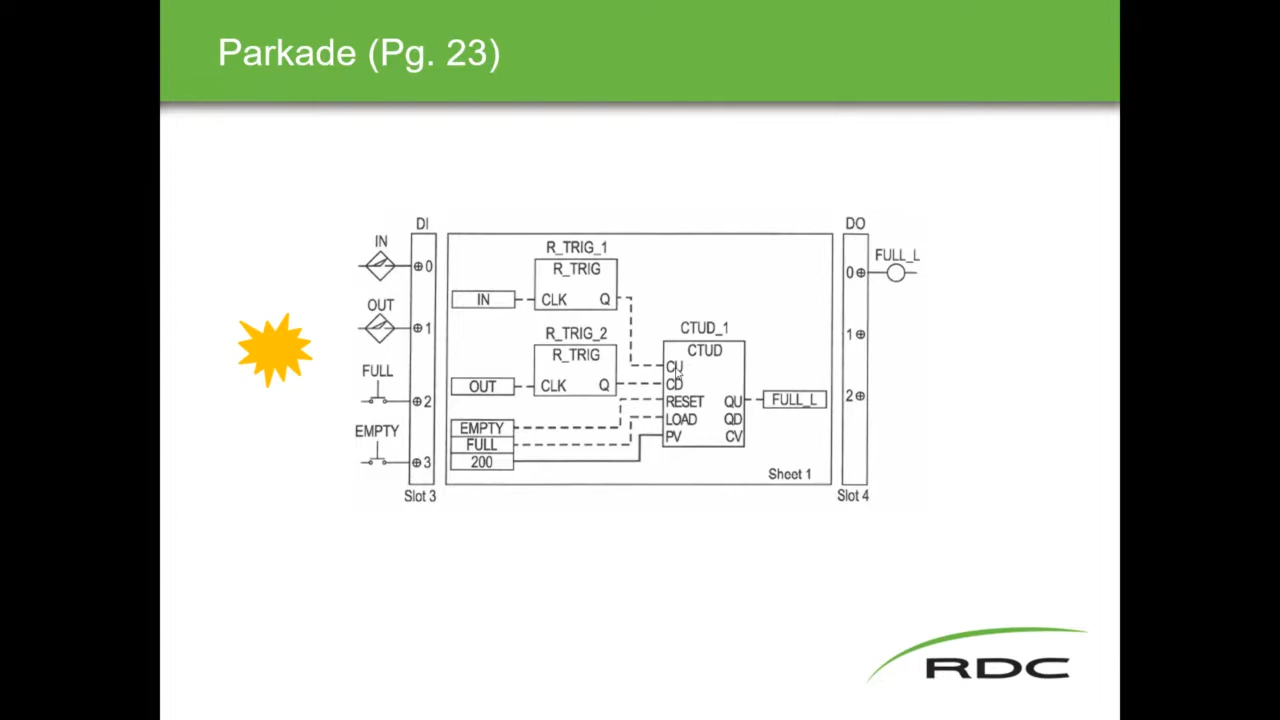 Parkade (Pg. 23)
DI
DO
IN
0
OUT
1
FULL
2
EMPTY
3
Slot 3
R_TRIG_1
R_TRIG
IN
CLK Q
R_TRIG_2
R_TRIG
OUT
CLK Q
EMPTY
FULL
200
CTUD_1
CTUD
CU
CD
RESET QU
LOAD QD
PV CV
FULL_L
Sheet 1
FULL_L
0
1
2
Slot 4
RDC